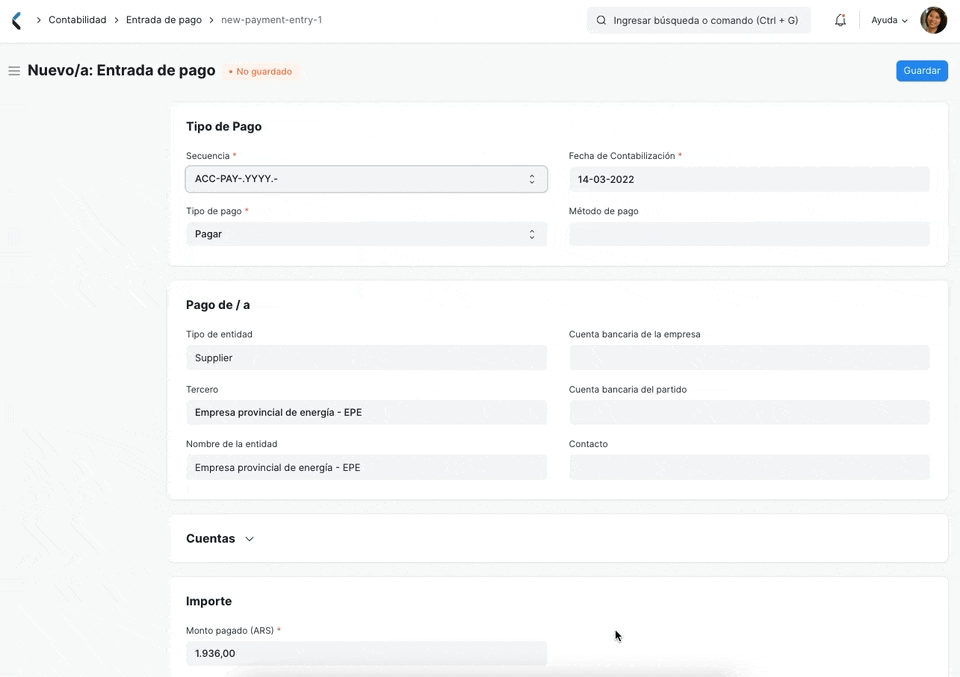 Contabilidad
Entrada de pago
new-payment-entry-1
Ingresar búsqueda o comando (Ctrl + G)
Ayuda
Nuevo/a: Entrada de pago
• No guardado
Guardar
Tipo de Pago
Secuencia *
Fecha de Contabilización *
ACC-PAY-.YYYY.-
14-03-2022
Tipo de pago *
Método de pago
Pagar
Pago de / a
Tipo de entidad
Cuenta bancaria de la empresa
Supplier
Tercero
Cuenta bancaria del partido
Empresa provincial de energía - EPE
Nombre de la entidad
Contacto
Empresa provincial de energía - EPE
Cuentas
Importe
Monto pagado (ARS) *
1.936,00